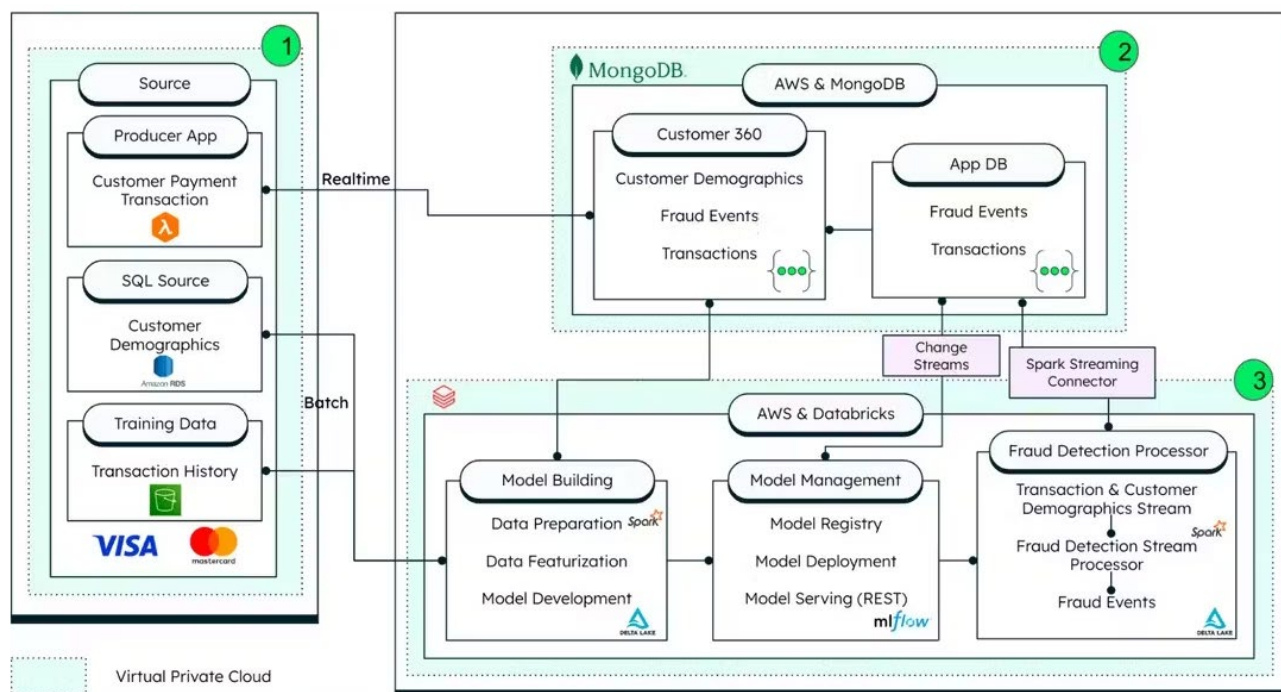 1
Source
Producer App
Customer Payment
Transaction
λ
SQL Source
Customer
Demographics
Amazon RDS
Training Data
Transaction History
VISA
mastercard
Realtime
Batch
2
MongoDB.
AWS & MongoDB
Customer 360
Customer Demographics
Fraud Events
Transactions
App DB
Fraud Events
Transactions
Change
Streams
Spark Streaming
Connector
3
AWS & Databricks
Model Building
Data Preparation Spark
Data Featurization
Model Development
DELTA LAKE
Model Management
Model Registry
Model Deployment
Model Serving (REST)
mlflow
Fraud Detection Processor
Transaction & Customer
Demographics Stream
Spark
Fraud Detection Stream
Processor
Fraud Events
DELTA LAKE
Virtual Private Cloud